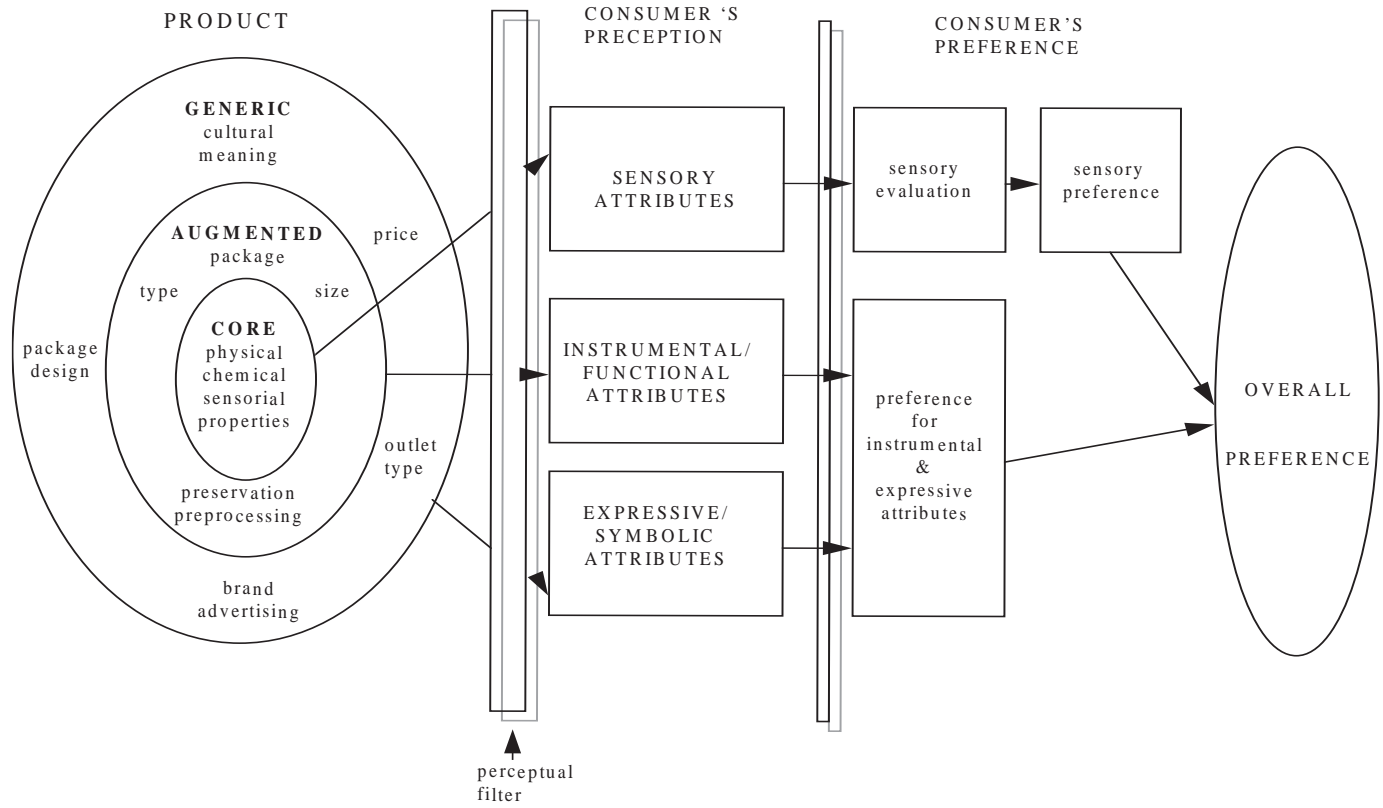 PRODUCT
CONSUMER ‘S
PRECEPTION
CONSUMER’S
PREFERENCE
GENERIC
cultural
meaning
AUGMENTED
package
price
type
size
CORE
physical
chemical
sensorial
properties
package
design
outlet
type
preservation
preprocessing
brand
advertising
SENSORY
ATTRIBUTES
INSTRUMENTAL/
FUNCTIONAL
ATTRIBUTES
EXPRESSIVE/
SYMBOLIC
ATTRIBUTES
sensory
evaluation
sensory
preference
preference
for
instrumental
&
expressive
attributes
OVERALL
PREFERENCE
perceptual
filter